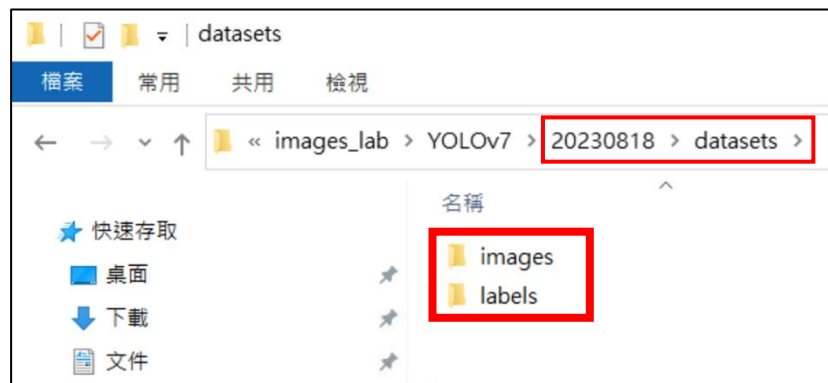 datasets
檔案 常用 共用 檢視
« images_lab > YOLOv7 > 20230818 > datasets >
名稱
快速存取
images
桌面
labels
下載
文件